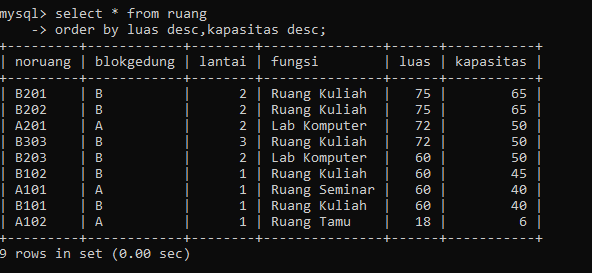 mysql> select * from ruang
    -> order by luas desc,kapasitas desc;
+---------+------------+--------+---------------+------+-----------+
| noruang | blokgedung | lantai | fungsi        | luas | kapasitas |
+---------+------------+--------+---------------+------+-----------+
| B201    | B          |      2 | Ruang Kuliah  |   75 |        65 |
| B202    | B          |      2 | Ruang Kuliah  |   75 |        65 |
| A201    | A          |      2 | Lab Komputer  |   72 |        50 |
| B303    | B          |      3 | Ruang Kuliah  |   72 |        50 |
| B203    | B          |      2 | Lab Komputer  |   60 |        50 |
| B102    | B          |      1 | Ruang Kuliah  |   60 |        45 |
| A101    | A          |      1 | Ruang Seminar |   60 |        40 |
| B101    | B          |      1 | Ruang Kuliah  |   60 |        40 |
| A102    | A          |      1 | Ruang Tamu    |   18 |         6 |
+---------+------------+--------+---------------+------+-----------+
9 rows in set (0.00 sec)